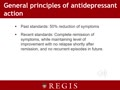 General principles of antidepressant
action
Past standards: 50% reduction of symptoms.
Recent standards: Complete remission of
symptoms, while maintaining level of
improvement with no relapse shortly after
remission, and no recurrent episodes in future.
REGIS